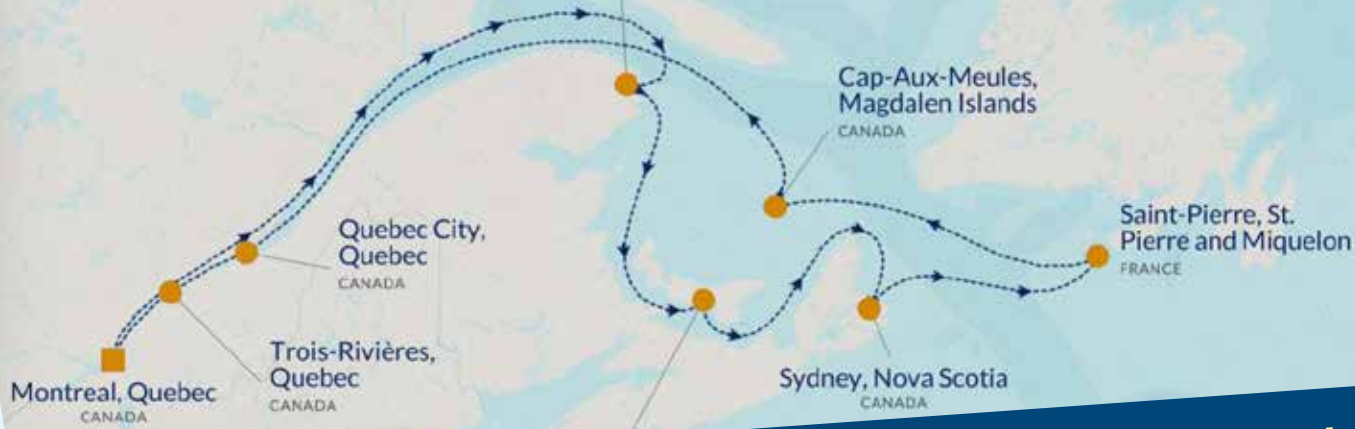 Cap-Aux-Meules,
Magdalen Islands
CANADA
Saint-Pierre, St.
Pierre and Miquelon
FRANCE
Quebec City,
Quebec
CANADA
Trois-Rivières,
Quebec
CANADA
Montreal, Quebec
CANADA
Sydney, Nova Scotia
CANADA